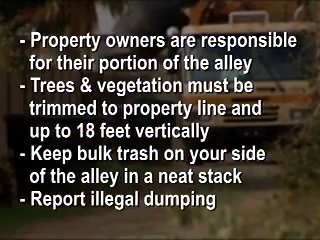 - Property owners are responsible
for their portion of the alley
- Trees & vegetation must be
trimmed to property line and
up to 18 feet vertically
- Keep bulk trash on your side
of the alley in a neat stack
- Report illegal dumping